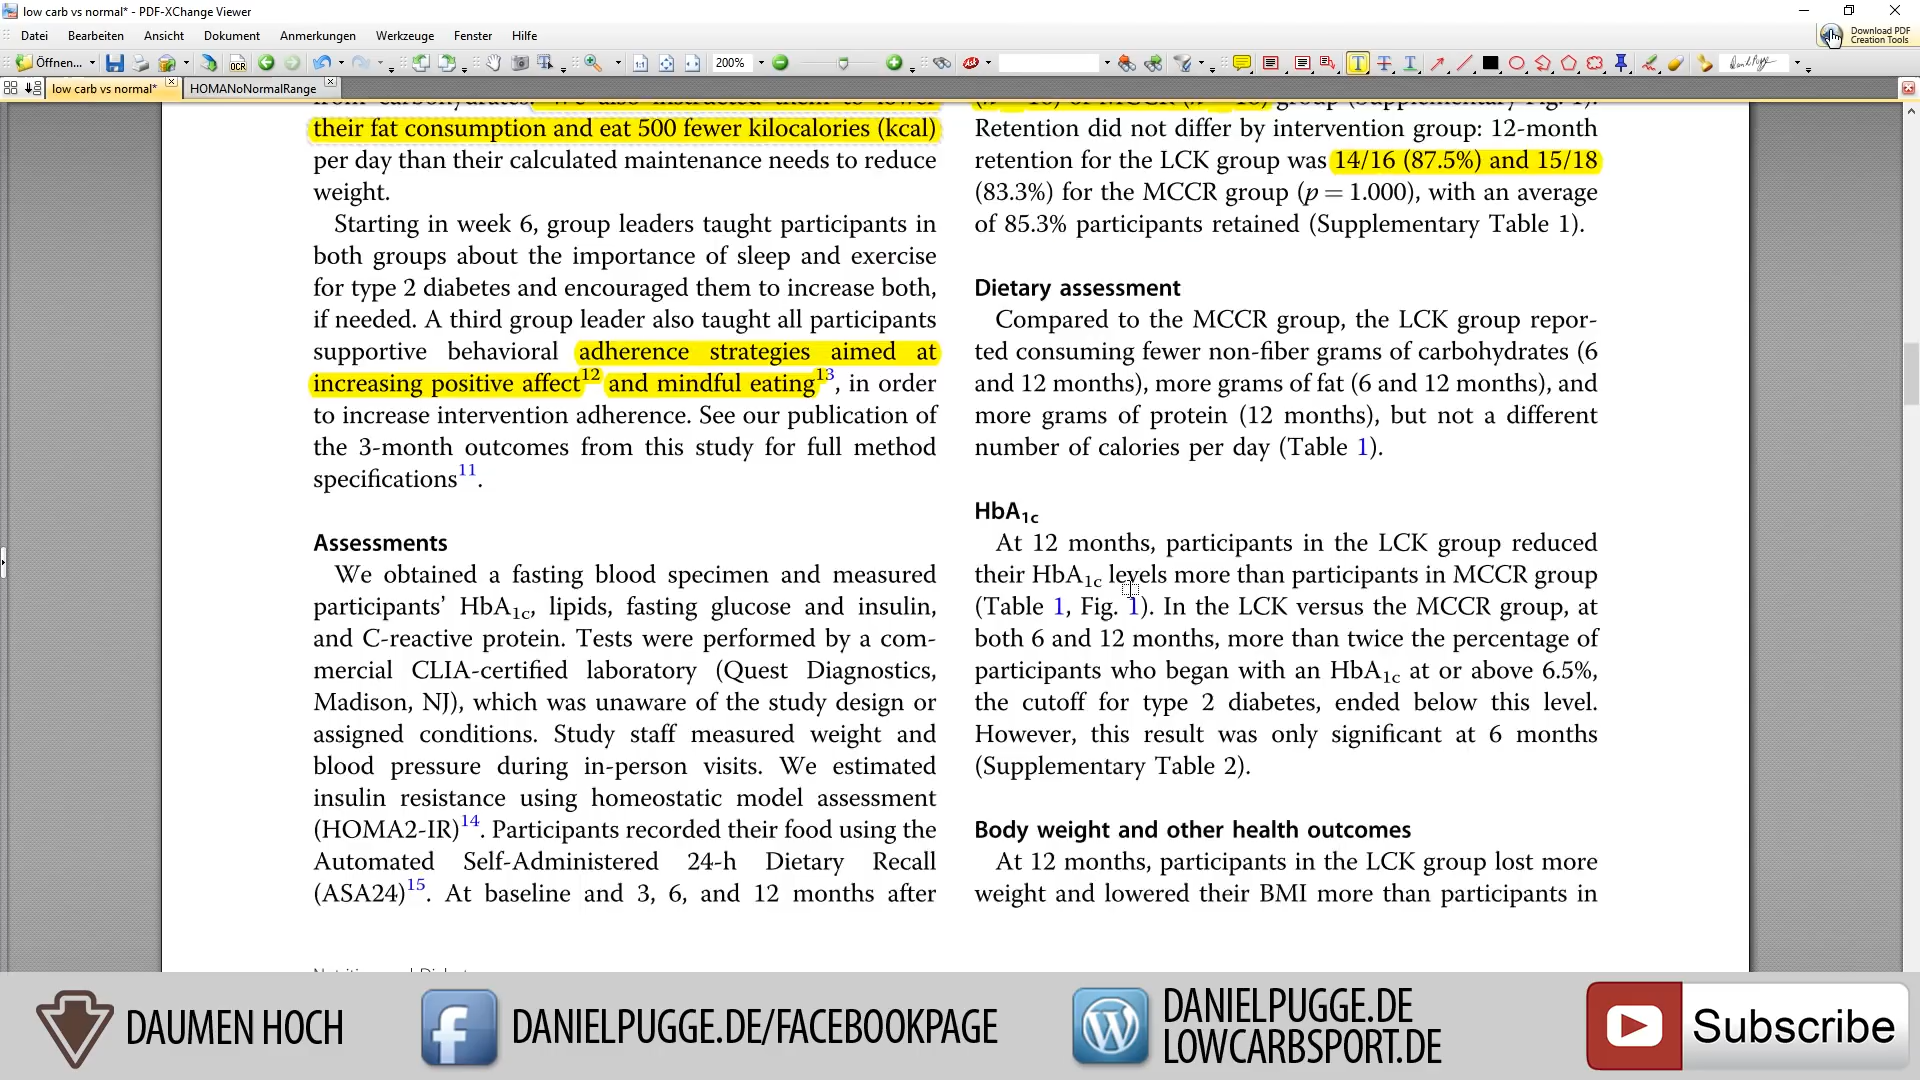 low carb vs normal* - PDF-XChange Viewer
Datei Bearbeiten Ansicht Dokument Anmerkungen Kommentare Werkzeuge Fenster Hilfe
Download PDF
Creation Tools
Öffnen...
OCR
200%
low carb vs normal*
HOMANoNormalRange
their fat consumption and eat 500 fewer kilocalories (kcal)
per day than their calculated maintenance needs to reduce
weight.
Starting in week 6, group leaders taught participants in
both groups about the importance of sleep and exercise
for type 2 diabetes and encouraged them to increase both,
if needed. A third group leader also taught all participants
supportive behavioral adherence strategies aimed at
increasing positive affect12 and mindful eating13, in order
to increase intervention adherence. See our publication of
the 3-month outcomes from this study for full method
specifications11.
Assessments
We obtained a fasting blood specimen and measured
participants’ HbA1c, lipids, fasting glucose and insulin,
and C-reactive protein. Tests were performed by a com-
mercial CLIA-certified laboratory (Quest Diagnostics,
Madison, NJ), which was unaware of the study design or
assigned conditions. Study staff measured weight and
blood pressure during in-person visits. We estimated
insulin resistance using homeostatic model assessment
(HOMA2-IR)14. Participants recorded their food using the
Automated Self-Administered 24-h Dietary Recall
(ASA24)15. At baseline and 3, 6, and 12 months after
Retention did not differ by intervention group: 12-month
retention for the LCK group was 14/16 (87.5%) and 15/18
(83.3%) for the MCCR group (p = 1.000), with an average
of 85.3% participants retained (Supplementary Table 1).
Dietary assessment
Compared to the MCCR group, the LCK group repor-
ted consuming fewer non-fiber grams of carbohydrates (6
and 12 months), more grams of fat (6 and 12 months), and
more grams of protein (12 months), but not a different
number of calories per day (Table 1).
HbA1c
At 12 months, participants in the LCK group reduced
their HbA1c levels more than participants in MCCR group
(Table 1, Fig. 1). In the LCK versus the MCCR group, at
both 6 and 12 months, more than twice the percentage of
participants who began with an HbA1c at or above 6.5%,
the cutoff for type 2 diabetes, ended below this level.
However, this result was only significant at 6 months
(Supplementary Table 2).
Body weight and other health outcomes
At 12 months, participants in the LCK group lost more
weight and lowered their BMI more than participants in
DAUMEN HOCH
DANIELPUGGE.DE/FACEBOOKPAGE
DANIELPUGGE.DE
LOWCARBSPORT.DE
Subscribe